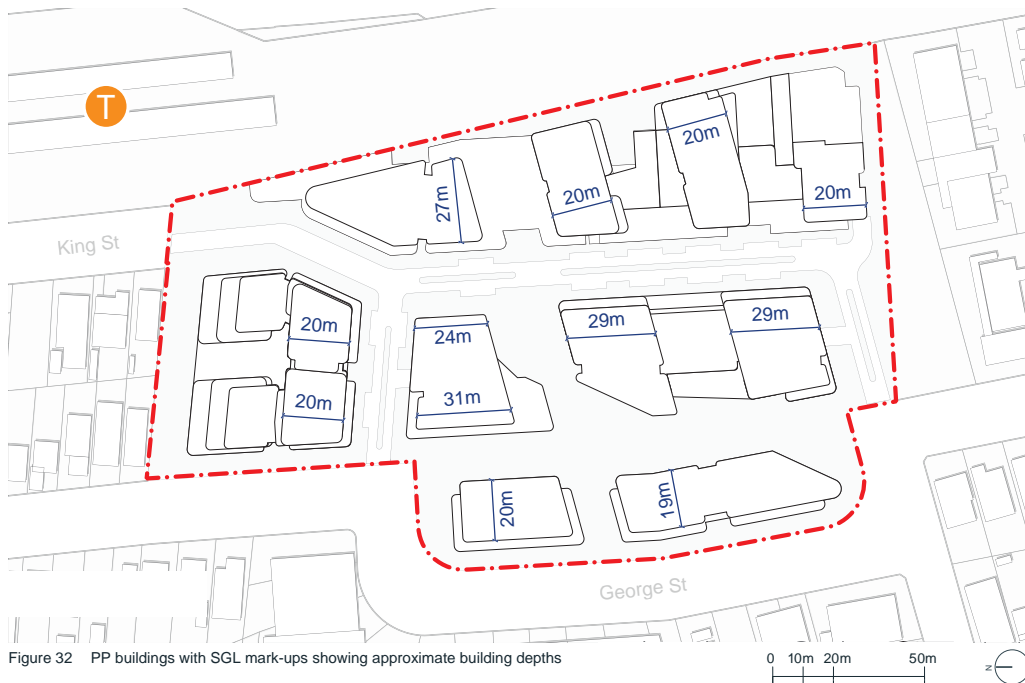 T
20m
27m
20m
20m
King St
20m
29m
29m
24m
31m
20m
20m
19m
George St
Figure 32 PP buildings with SGL mark-ups showing approximate building depths
0 10m 20m 50m
N